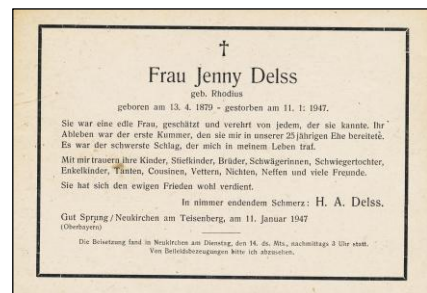 Frau Jenny Delss
geb. Rhodius
geboren am 13. 4. 1879 - gestorben am 11. 1. 1947.
Sie war eine edle Frau, geschätzt und verehrt von jedem, der sie kannte. Ihr
Ableben war der erste Kummer, den sie mir in unserer 25 jährigen Ehe bereitete.
Es war der schwerste Schlag, der mich in meinem Leben traf.
Mit mir trauern ihre Kinder, Stiefkinder, Brüder, Schwägerinnen, Schwiegertochter,
Enkelkinder, Tanten, Cousinen, Vettern, Nichten, Neffen und viele Freunde.
Sie hat sich den ewigen Frieden wohl verdient.
In nimmer endendem Schmerz: H. A. Delss.
Gut Sprung / Neukirchen am Teisenberg, am 11. Januar 1947
(Oberbayern)
Die Beisetzung fand in Neukirchen am Dienstag, den 14. ds. Mts., nachmittags 3 Uhr statt.
Von Beileidsbezeugungen bitte ich abzusehen.